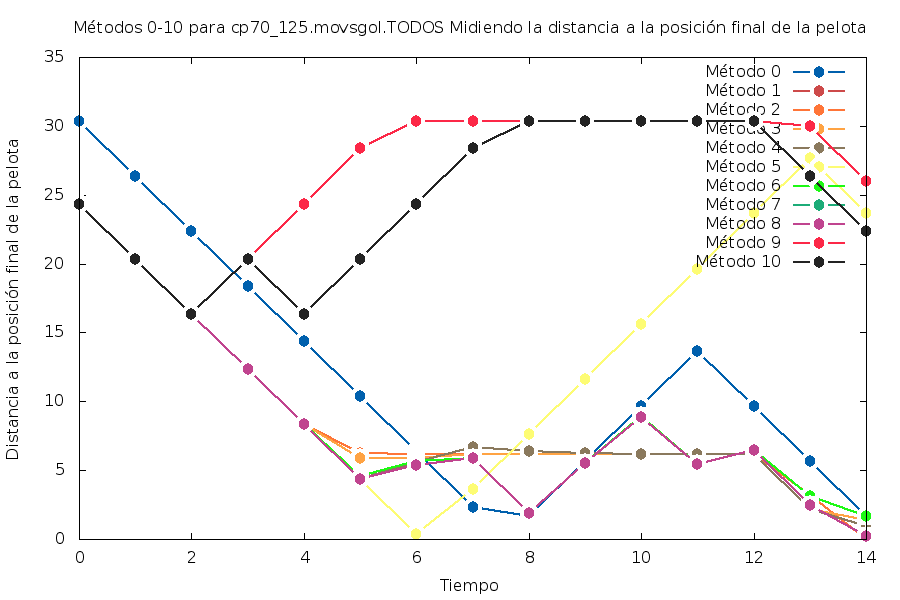 Métodos 0-10 para cp70_125.movsgol.TODOS Midiendo la distancia a la posición final de la pelota
35
30
25
20
15
10
5
0
Distancia a la posición final de la pelota
Método 0
Método 1
Método 2
Método 3
Método 4
Método 5
Método 6
Método 7
Método 8
Método 9
Método 10
0 2 4 6 8 10 12 14
Tiempo